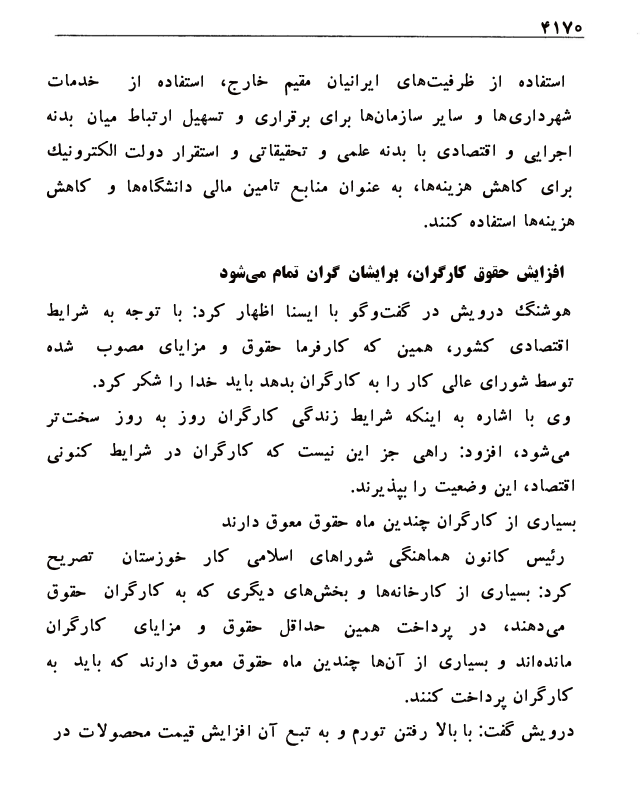 ۴۱۷۰
استفاده از ظرفیت‌های ایرانیان مقیم خارج، استفاده از خدمات
شهرداری‌ها و سایر سازمان‌ها برای برقراری و تسهیل ارتباط میان بدنه
اجرایی و اقتصادی با بدنه علمی و تحقیقاتی و استقرار دولت الکترونیك
برای کاهش هزینه‌ها، به عنوان منابع تامین مالی دانشگاه‌ها و کاهش
هزینه‌ها استفاده کنند.
افزایش حقوق کارگران، برایشان گران تمام می‌شود
هوشنگ درویش در گفت‌وگو با ایسنا اظهار کرد: با توجه به شرایط
اقتصادی کشور، همین که کارفرما حقوق و مزایای مصوب شده
توسط شورای عالی کار را به کارگران بدهد باید خدا را شکر کرد.
وی با اشاره به اینکه شرایط زندگی کارگران روز به روز سخت‌تر
می‌شود، افزود: راهی جز این نیست که کارگران در شرایط کنونی
اقتصاد، این وضعیت را بپذیرند.
بسیاری از کارگران چندین ماه حقوق معوق دارند
رئیس کانون هماهنگی شوراهای اسلامی کار خوزستان تصریح
کرد: بسیاری از کارخانه‌ها و بخش‌های دیگری که به کارگران حقوق
می‌دهند، در پرداخت همین حداقل حقوق و مزایای کارگران
مانده‌اند و بسیاری از آن‌ها چندین ماه حقوق معوق دارند که باید به
کارگران پرداخت کنند.
درویش گفت: با بالا رفتن تورم و به تبع آن افزایش قیمت محصولات در